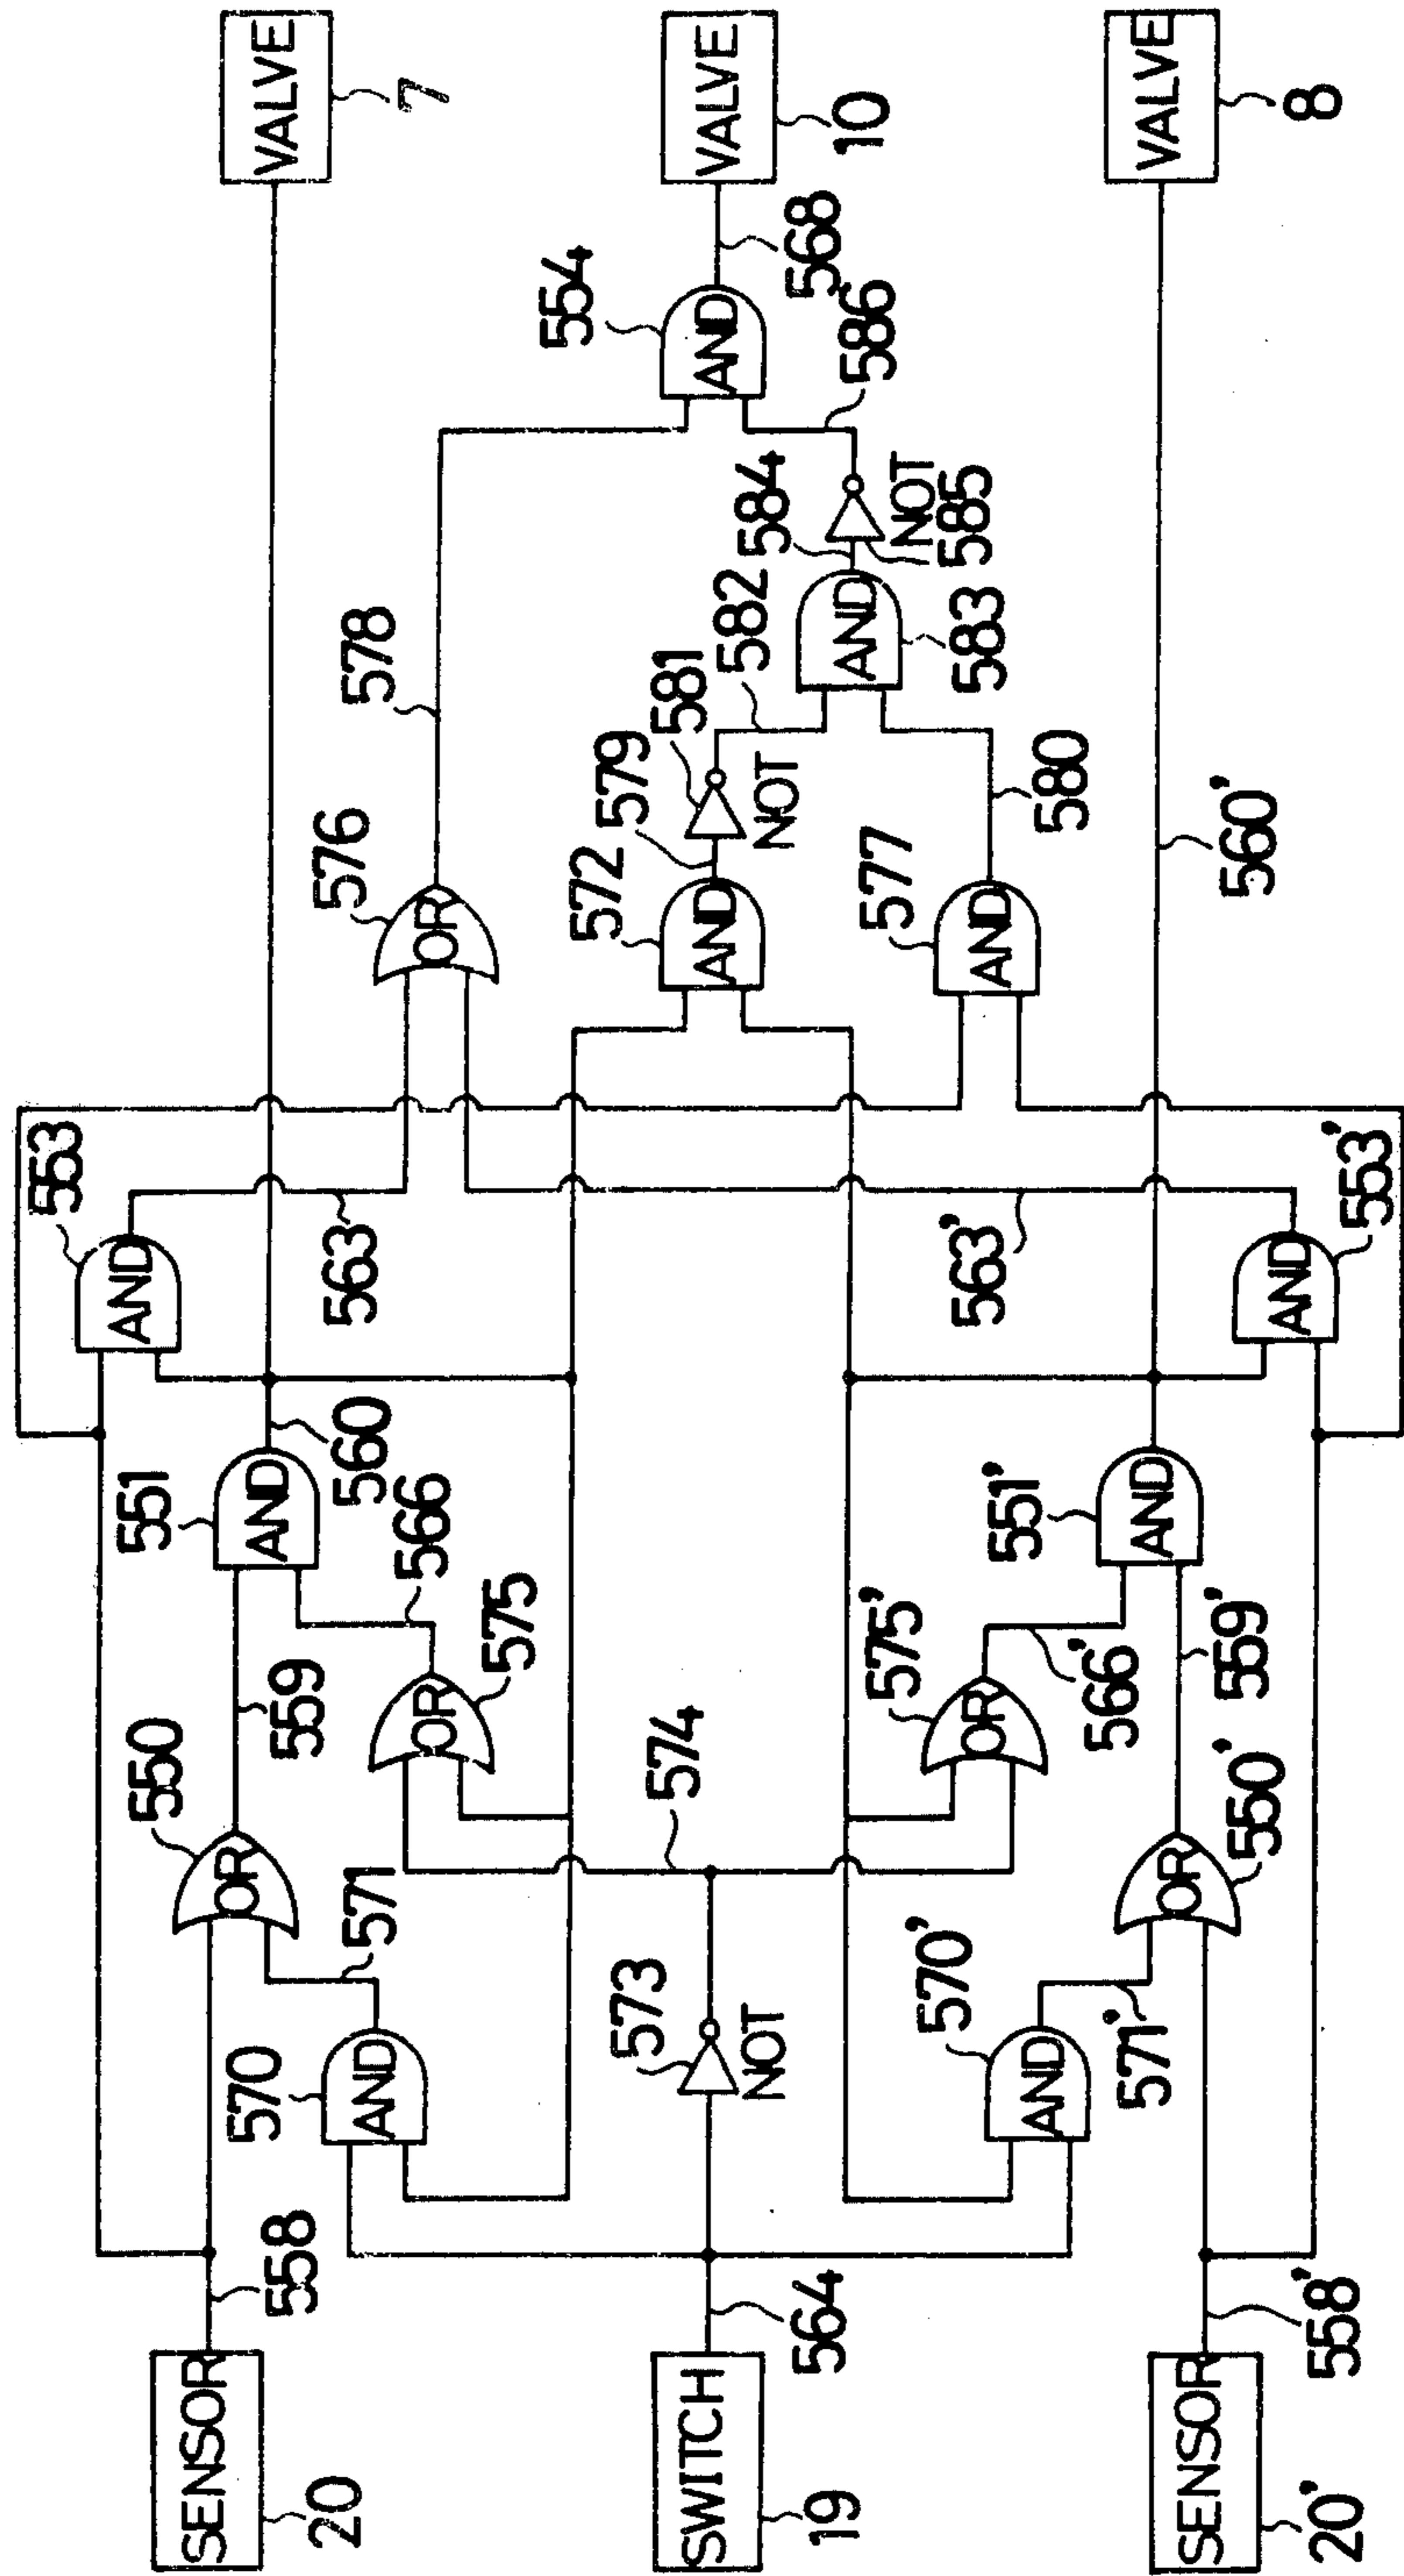 SENSOR
20
558
570
571
550
559
575
566
551
560
553
563
576
578
VALVE
7
SWITCH
19
564
573
NOT
574
572
579
581
NOT
582
583
584
585
NOT
586
554
568
VALVE
10
SENSOR
20'
558'
570'
571'
550'
559'
575'
566'
551'
553'
563'
577
580
560'
VALVE
8
AND
OR
OR
AND
AND
OR
AND
AND
AND
AND
AND
OR
OR
AND
AND